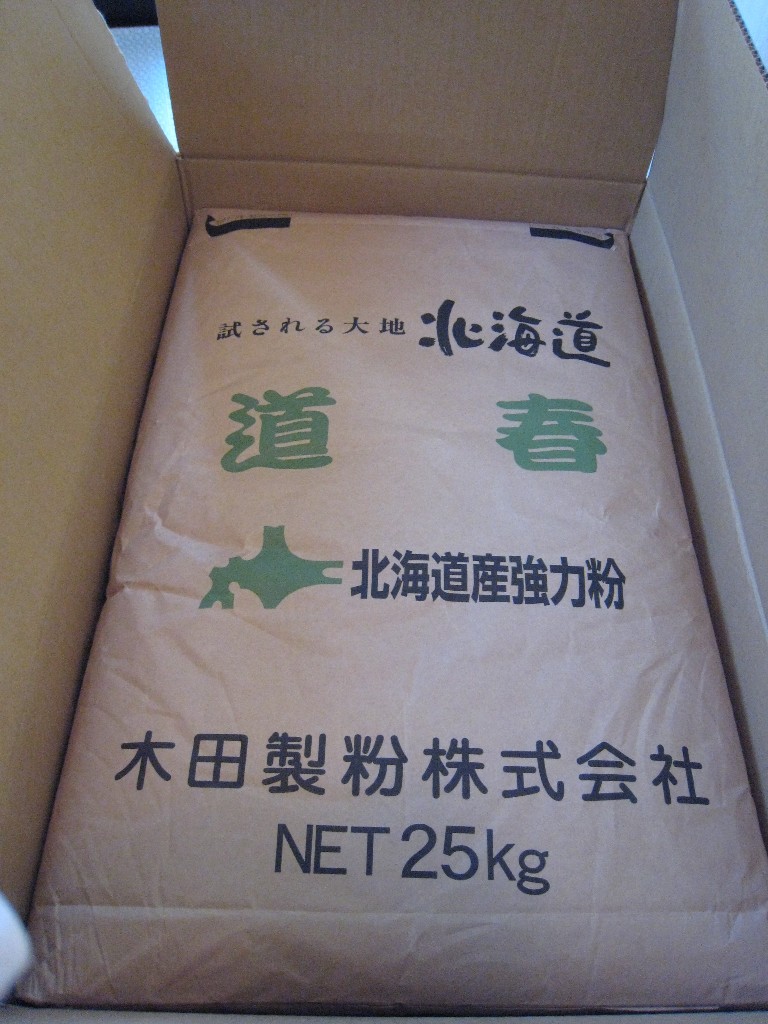 試される大地 北海道
道 春
北海道産強力粉
木田製粉株式会社
NET 25kg